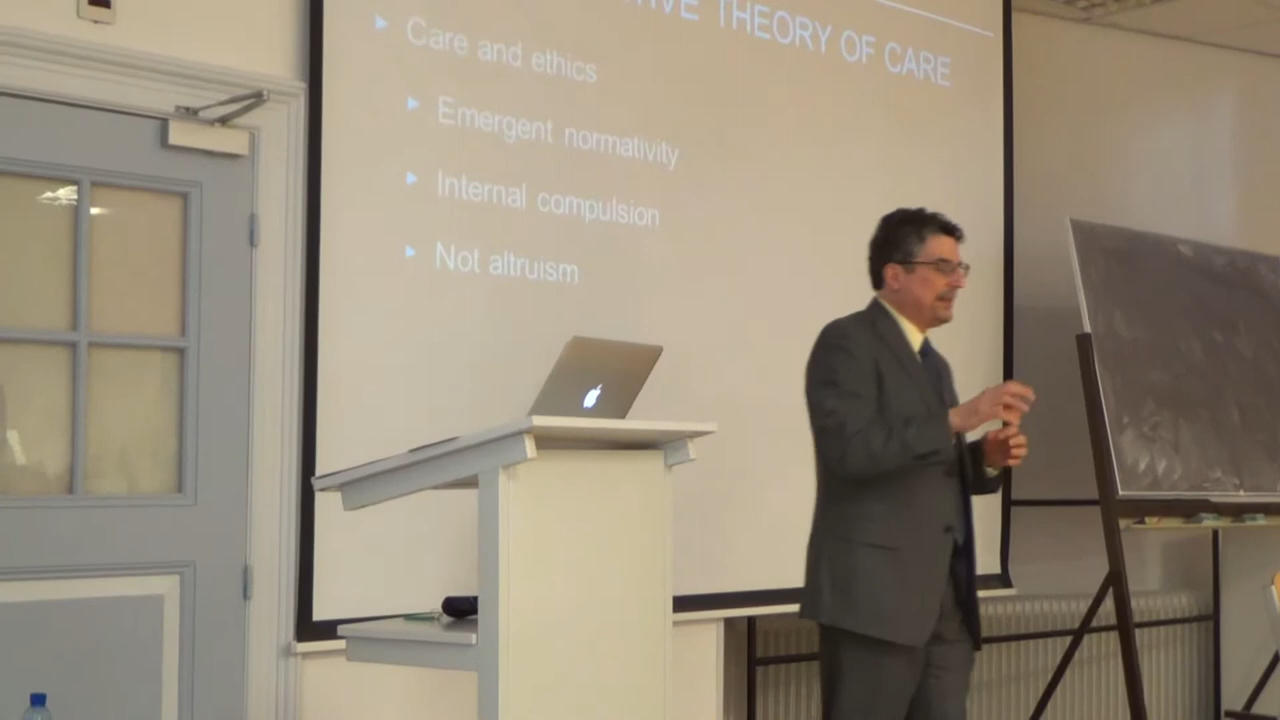 THEORY OF CARE
Care and ethics
Emergent normativity
Internal compulsion
Not altruism